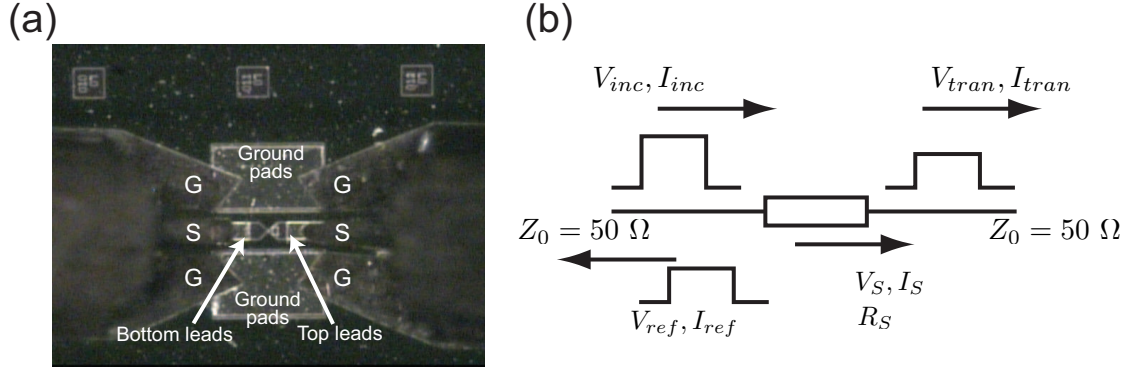 (a)
Ground
pads
G
G
S
S
G
G
Ground
pads
Bottom leads
Top leads
(b)
V_{inc}, I_{inc}
V_{tran}, I_{tran}
Z_0 = 50 Ω
Z_0 = 50 Ω
V_S, I_S
R_S
V_{ref}, I_{ref}